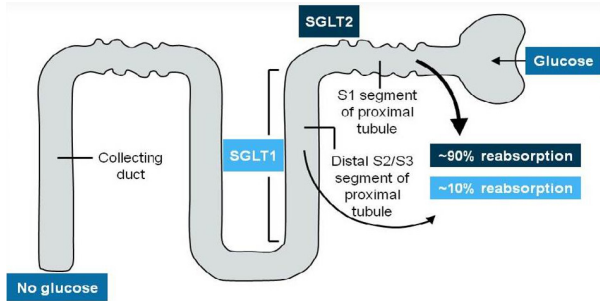 SGLT2
Glucose
S1 segment
of proximal
tubule
SGLT1
Collecting
duct
Distal S2/S3
segment of
proximal
tubule
~90% reabsorption
~10% reabsorption
No glucose